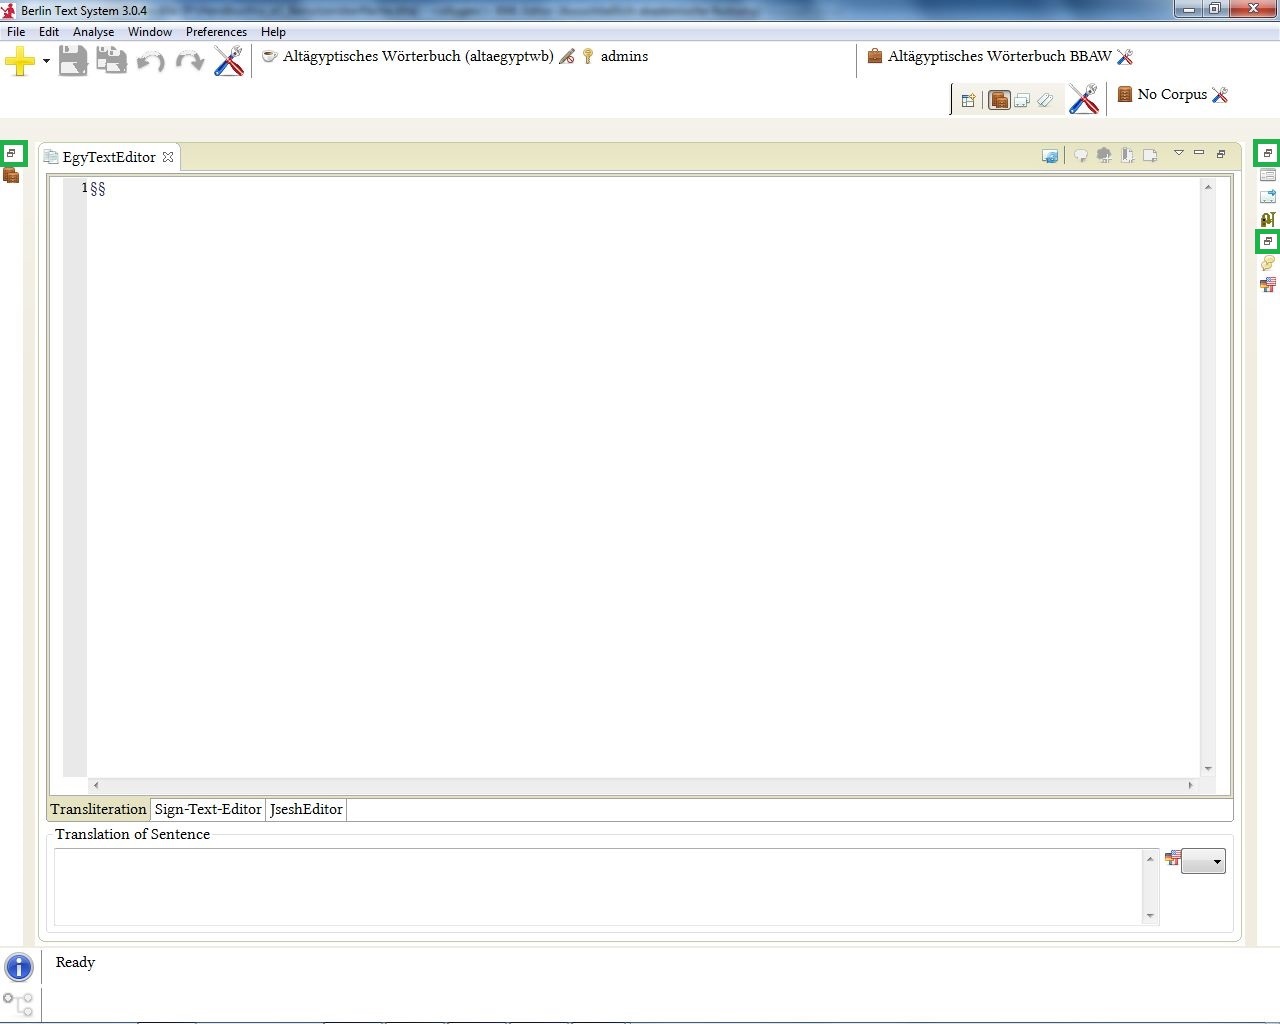 Berlin Text System 3.0.4
File Edit Analyse Window Preferences Help
Altägyptisches Wörterbuch (altaegyptwb) admins Altägyptisches Wörterbuch BBAW
No Corpus
EgyTextEditor
1 §§
Transliteration Sign-Text-Editor JseshEditor
Translation of Sentence
Ready